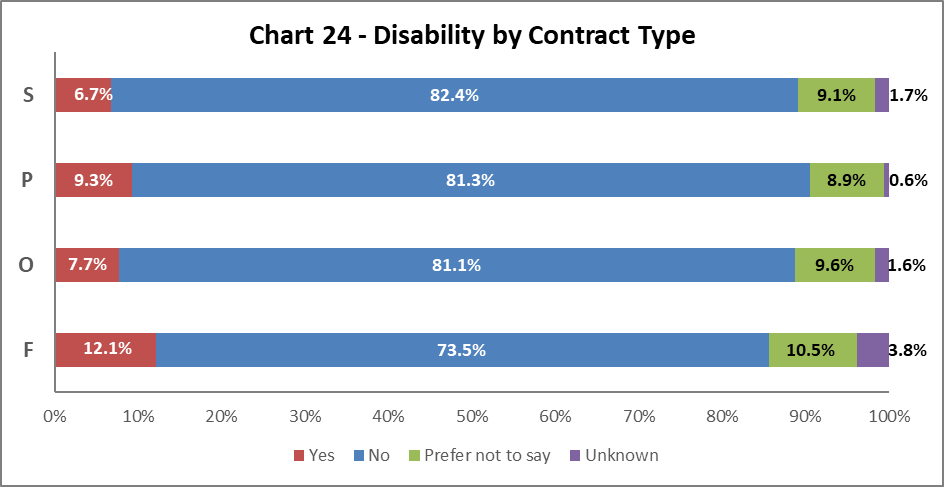 Chart 24 - Disability by Contract Type
S 6.7% 82.4% 9.1% 1.7%
P 9.3% 81.3% 8.9% 0.6%
O 7.7% 81.1% 9.6% 1.6%
F 12.1% 73.5% 10.5% 3.8%
0% 10% 20% 30% 40% 50% 60% 70% 80% 90% 100%
Yes No Prefer not to say Unknown